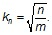 kₙ = √(n/m).